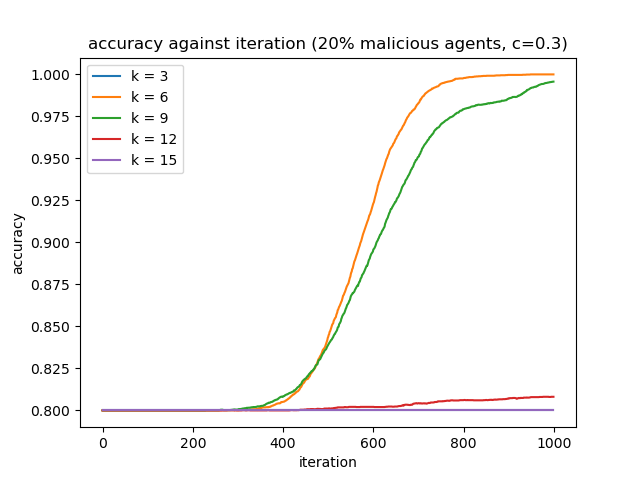 accuracy against iteration (20% malicious agents, c=0.3)
k = 3
k = 6
k = 9
k = 12
k = 15
1.000
0.975
0.950
0.925
0.900
0.875
0.850
0.825
0.800
accuracy
0 200 400 600 800 1000
iteration